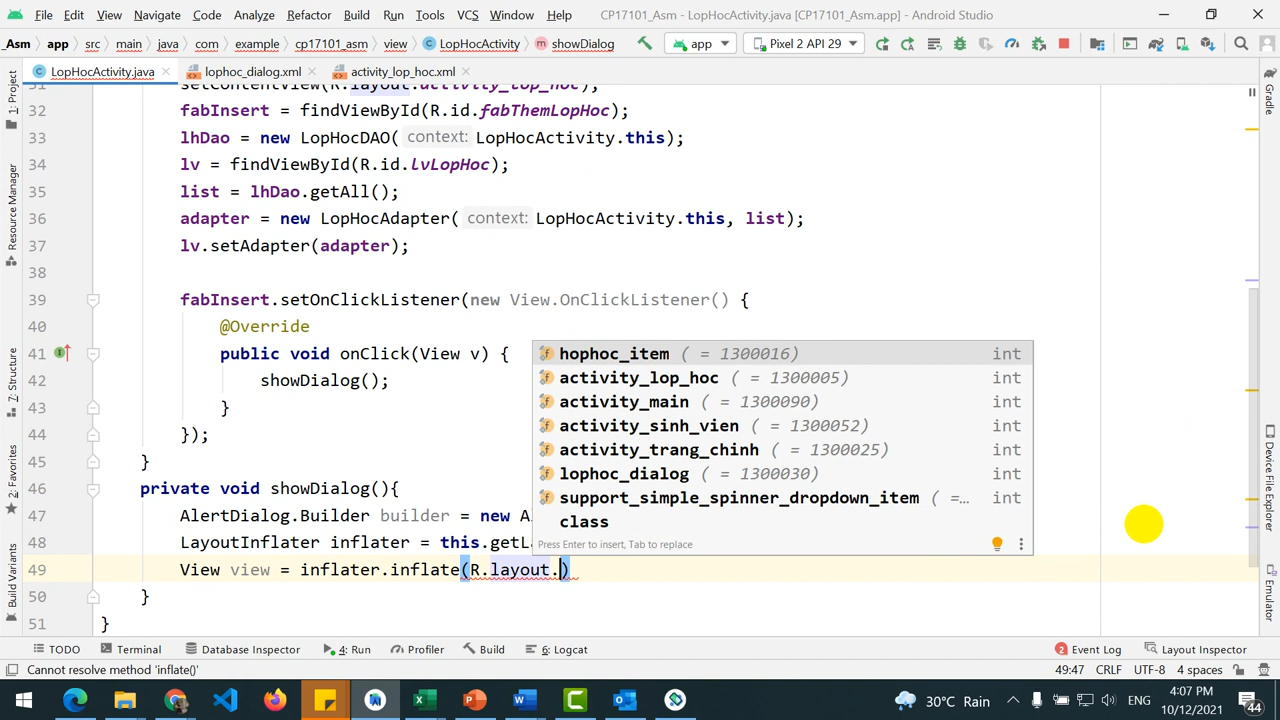 File Edit View Navigate Code Analyze Refactor Build Run Tools VCS Window Help CP17101_Asm - LopHocActivity.java [CP17101_Asm.app] - Android Studio
_Asm app src main java com example cp17101_asm view LopHocActivity showDialog app Pixel 2 API 29
LopHocActivity.java lophoc_dialog.xml activity_lop_hoc.xml
31 setContentView(R.layout.activity_lop_hoc);
32 fabInsert = findViewById(R.id.fabThemLopHoc);
33 lhDao = new LopHocDAO( context: LopHocActivity.this);
34 lv = findViewById(R.id.lvLopHoc);
35 list = lhDao.getAll();
36 adapter = new LopHocAdapter( context: LopHocActivity.this, list);
37 lv.setAdapter(adapter);
38
39 fabInsert.setOnClickListener(new View.OnClickListener() {
40 @Override
41 public void onClick(View v) {
42 showDialog();
43 }
44 });
45 }
46 private void showDialog(){
47 AlertDialog.Builder builder = new A
48 LayoutInflater inflater = this.getL
49 View view = inflater.inflate(R.layout.)
50 }
51 }
hophoc_item ( = 1300016) int
activity_lop_hoc ( = 1300005) int
activity_main ( = 1300090) int
activity_sinh_vien ( = 1300052) int
activity_trang_chinh ( = 1300025) int
lophoc_dialog ( = 1300030) int
support_simple_spinner_dropdown_item ( =… int
class
Press Enter to insert, Tab to replace
1: Project
Resource Manager
7: Structure
2: Favorites
Build Variants
Gradle
Device File Explorer
Emulator
TODO Terminal Database Inspector 4: Run Profiler Build 6: Logcat 2 Event Log Layout Inspector
Cannot resolve method 'inflate()' 49:47 CRLF UTF-8 4 spaces
30°C Rain ENG 4:07 PM
10/12/2021 44